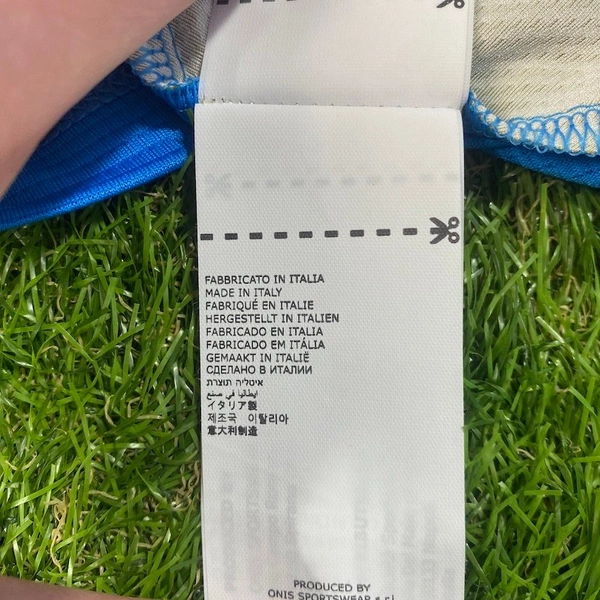 FABBRICATO IN ITALIA
MADE IN ITALY
FABRIQUÉ EN ITALIE
HERGESTELLT IN ITALIEN
FABRICADO EN ITALIA
FABRICADO EM ITÁLIA
GEMAAKT IN ITALIË
СДЕЛАНО В ИТАЛИИ
איטליה תוצרת
ايطاليا في صنع
イタリア製
제조국 이탈리아
意大利制造
PRODUCED BY
ONIS SPORTSWEAR s.r.l